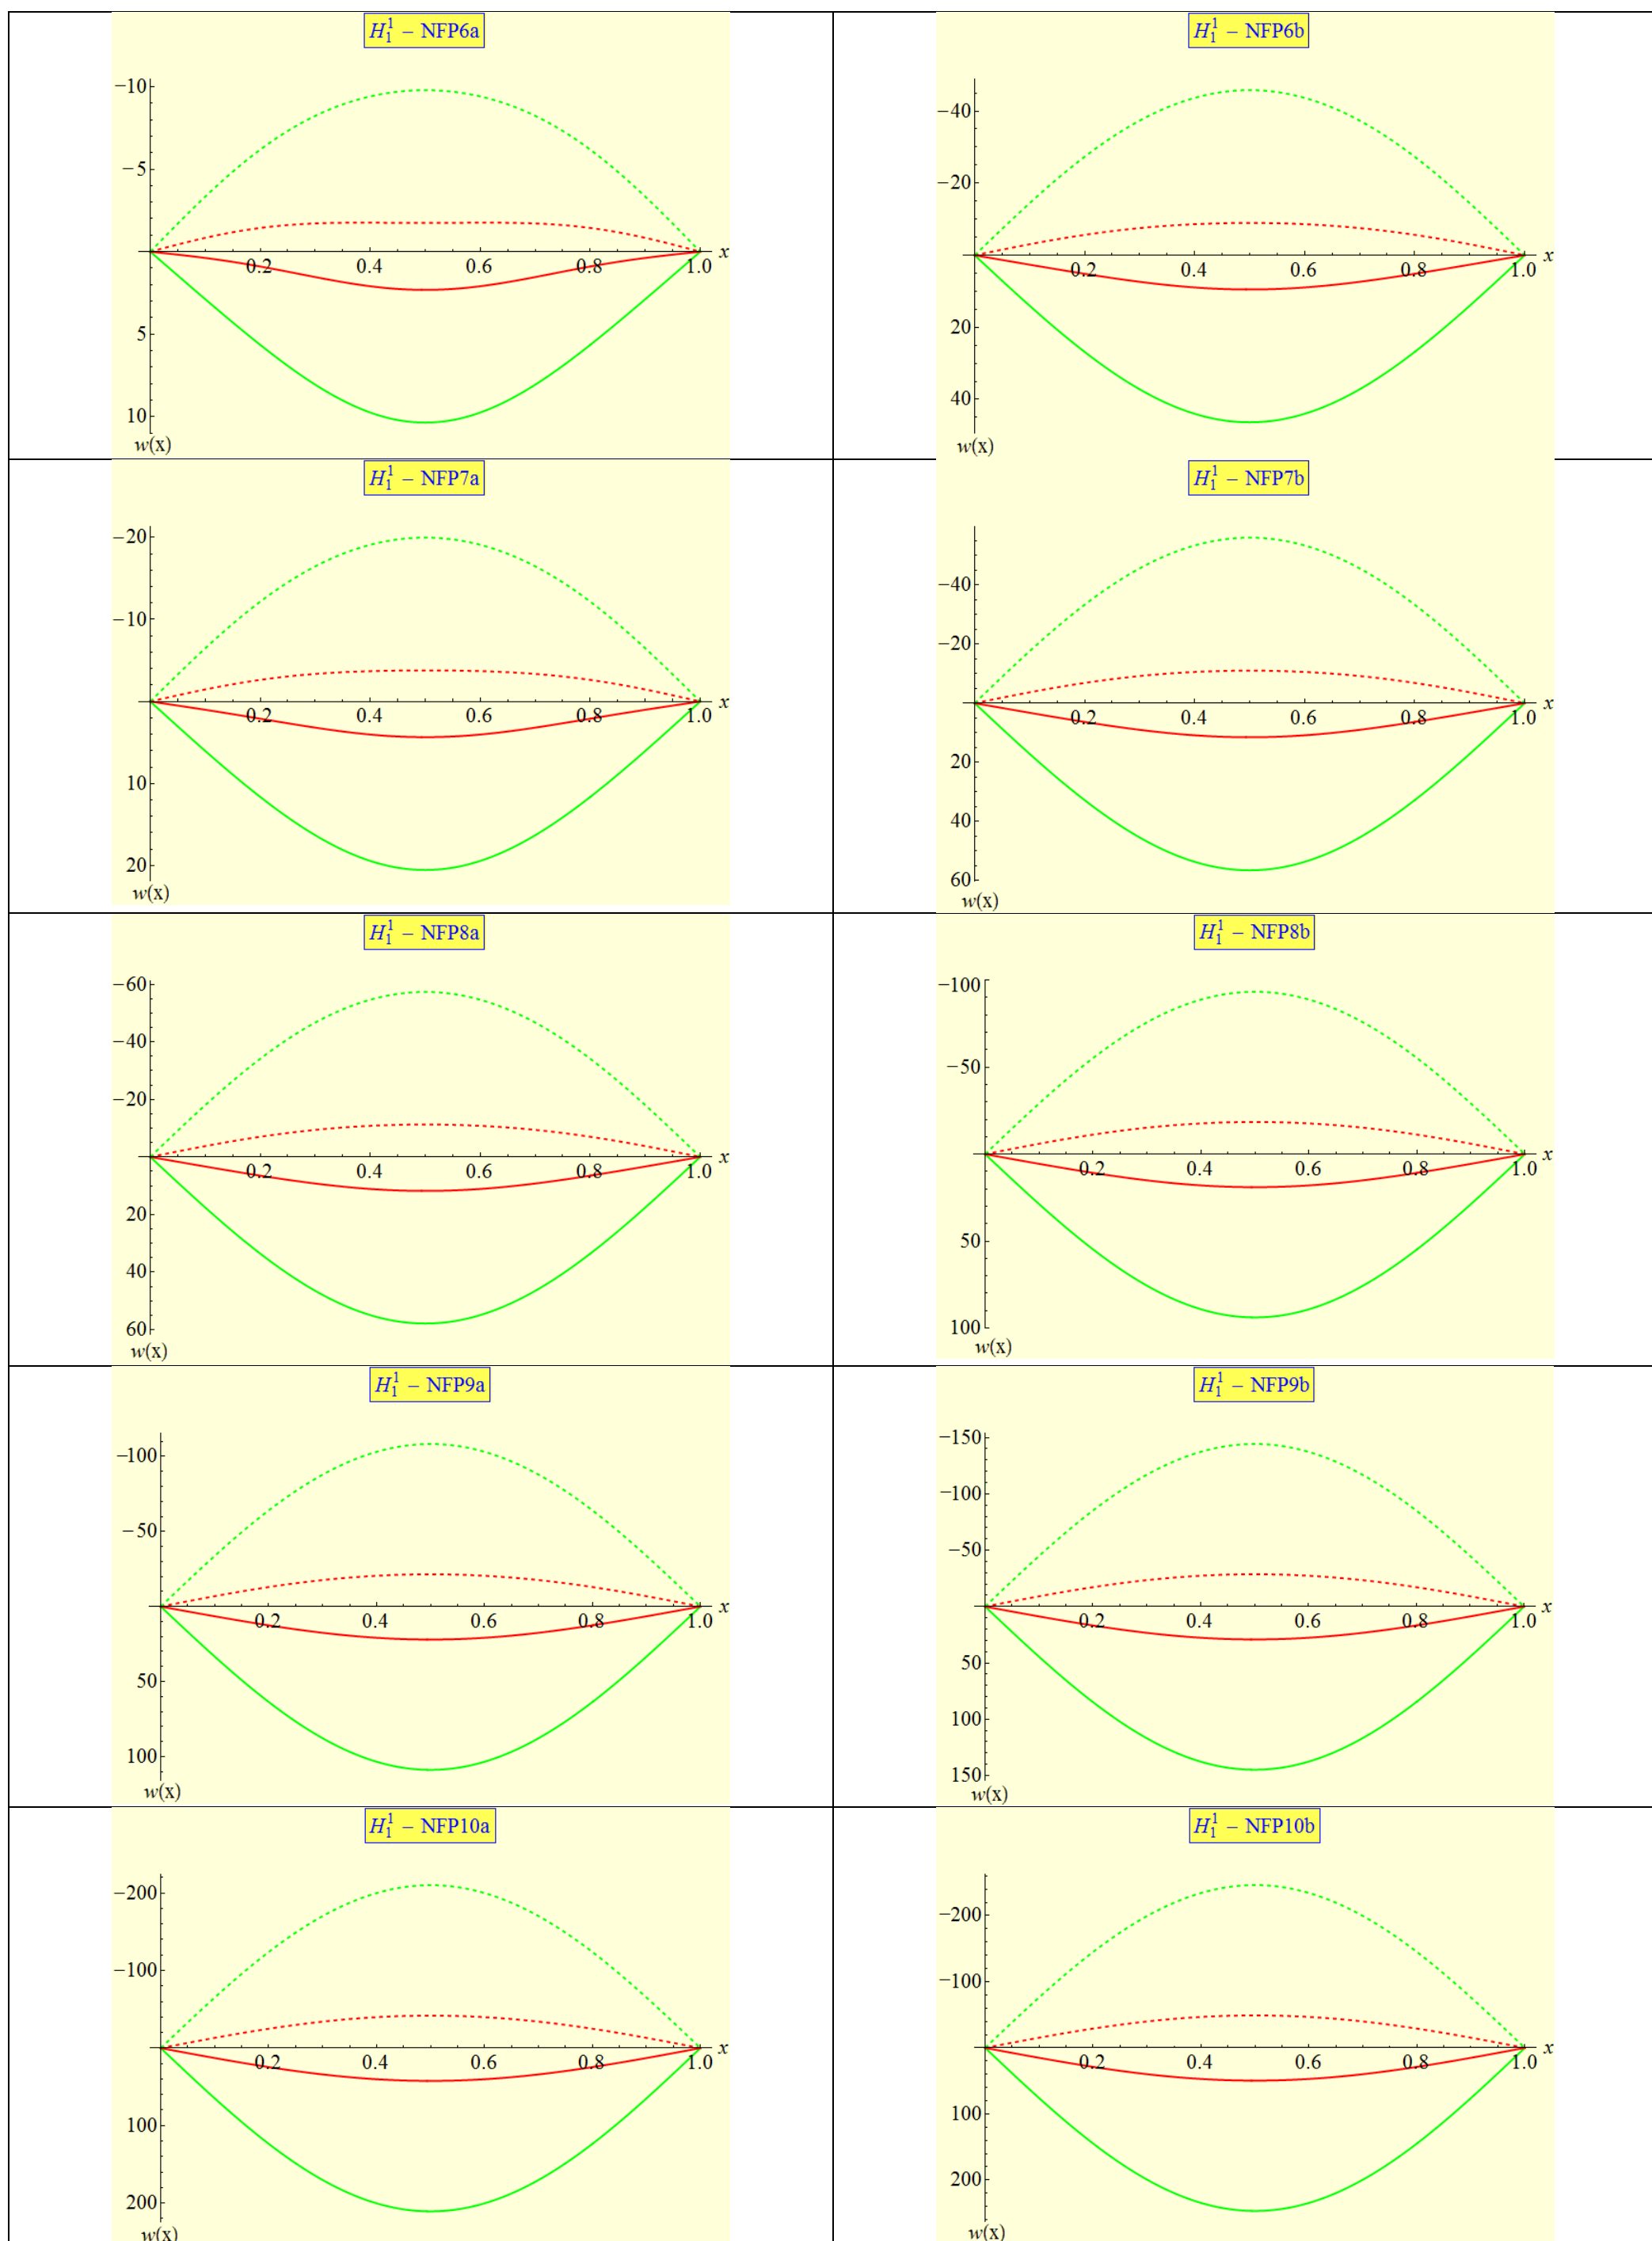 H₁¹ – NFP6a
−10
−5
0.2 0.4 0.6 0.8 1.0 x
5
10
w(x)
H₁¹ – NFP6b
−40
−20
0.2 0.4 0.6 0.8 1.0 x
20
40
w(x)
H₁¹ – NFP7a
−20
−10
0.2 0.4 0.6 0.8 1.0 x
10
20
w(x)
H₁¹ – NFP7b
−40
−20
0.2 0.4 0.6 0.8 1.0 x
20
40
60
w(x)
H₁¹ – NFP8a
−60
−40
−20
0.2 0.4 0.6 0.8 1.0 x
20
40
60
w(x)
H₁¹ – NFP8b
−100
−50
0.2 0.4 0.6 0.8 1.0 x
50
100
w(x)
H₁¹ – NFP9a
−100
−50
0.2 0.4 0.6 0.8 1.0 x
50
100
w(x)
H₁¹ – NFP9b
−150
−100
−50
0.2 0.4 0.6 0.8 1.0 x
50
100
150
w(x)
H₁¹ – NFP10a
−200
−100
0.2 0.4 0.6 0.8 1.0 x
100
200
w(x)
H₁¹ – NFP10b
−200
−100
0.2 0.4 0.6 0.8 1.0 x
100
200
w(x)